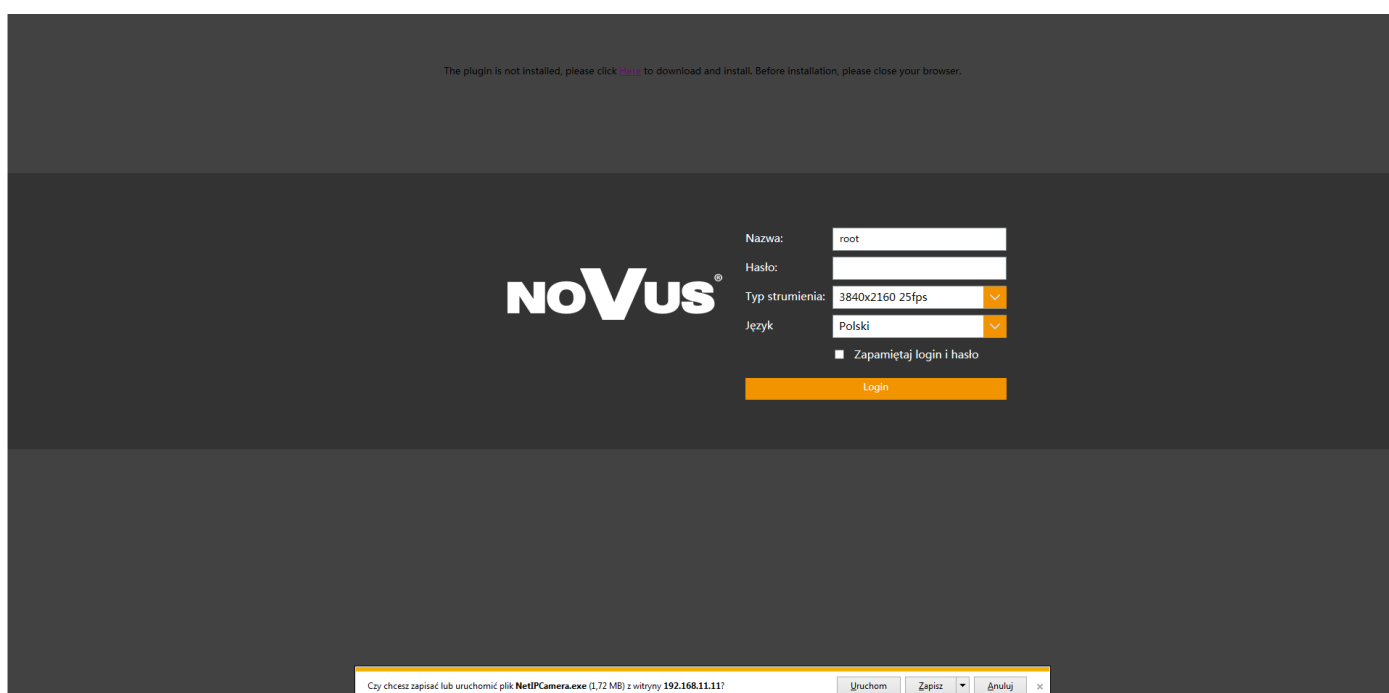 The plugin is not installed, please click here to download and install. Before installation, please close your browser.
NOVUS®
Nazwa: root
Hasło:
Typ strumienia: 3840x2160 25fps
Język Polski
Zapamiętaj login i hasło
Login
Czy chcesz zapisać lub uruchomić plik NetIPCamera.exe (1,72 MB) z witryny 192.168.11.11? Uruchom Zapisz Anuluj ×